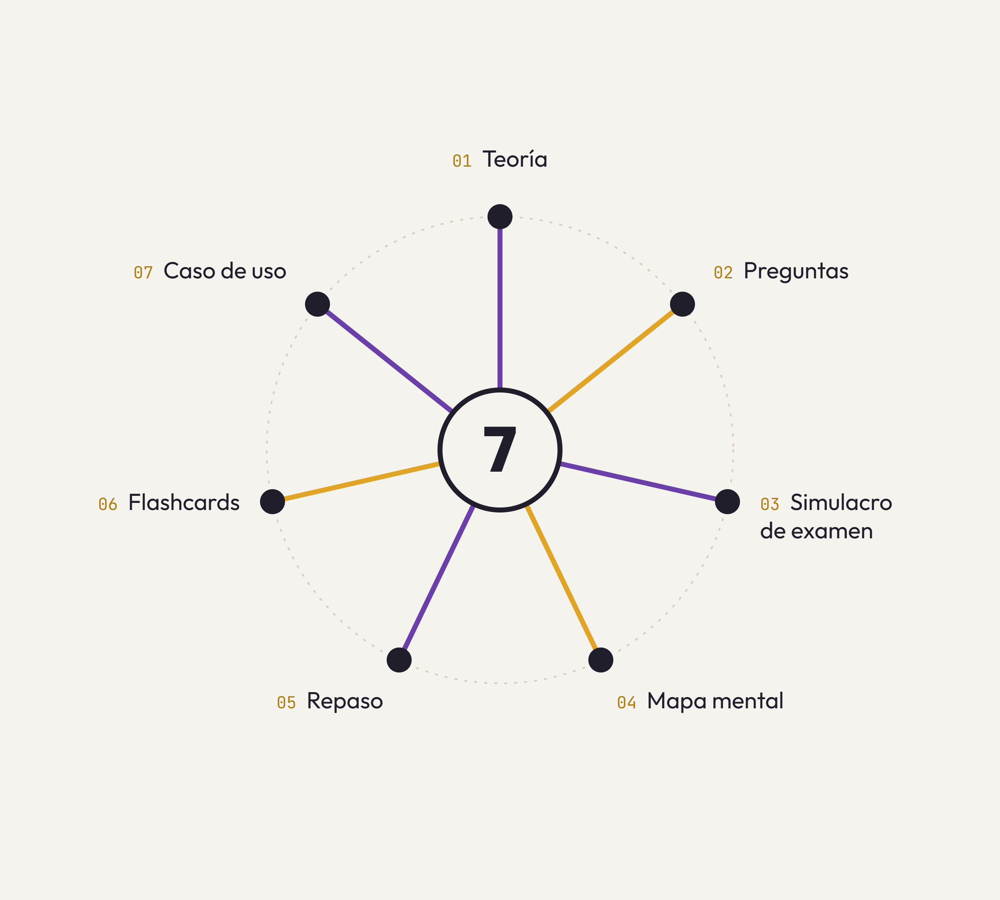 01 Teoría
02 Preguntas
03 Simulacro
de examen
04 Mapa mental
05 Repaso
06 Flashcards
07 Caso de uso
7